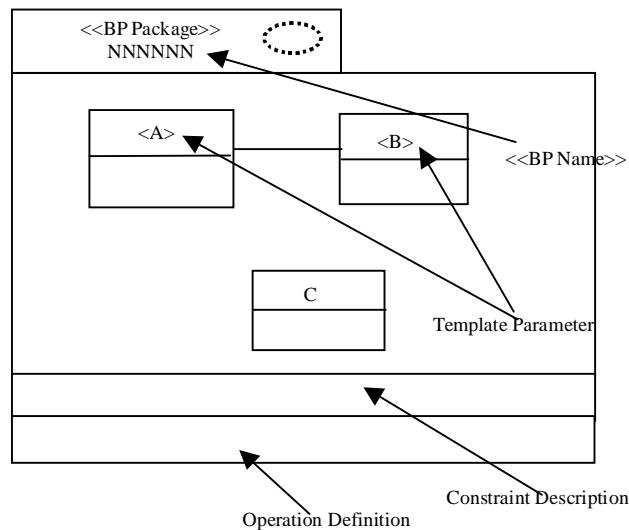 <<BP Package>>
NNNNNN
<A>
<B>
<<BP Name>>
C
Template Parameter
Constraint Description
Operation Definition